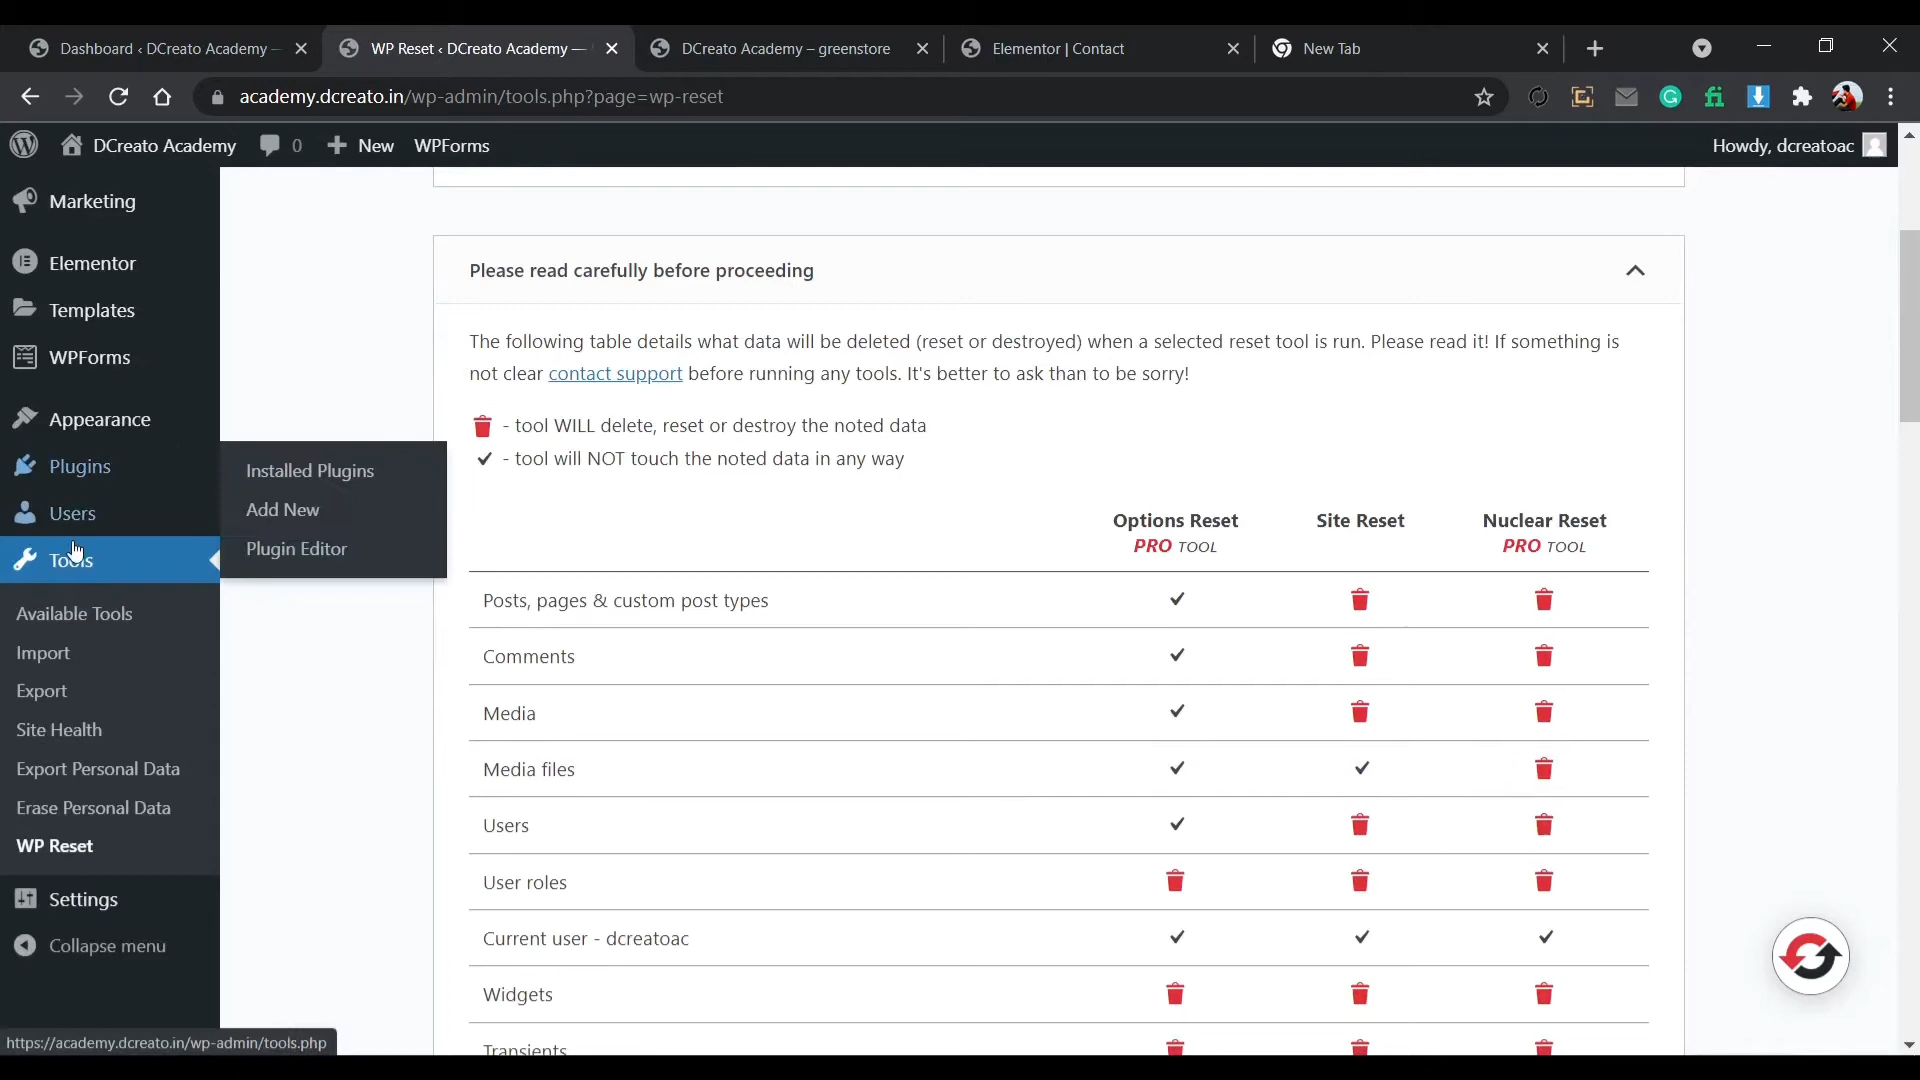 Dashboard ‹ DCreato Academy —
WP Reset ‹ DCreato Academy —
DCreato Academy – greenstore
Elementor | Contact
New Tab
academy.dcreato.in/wp-admin/tools.php?page=wp-reset
DCreato Academy
0
New
WPForms
Howdy, dcreatoac
Marketing
Elementor
Templates
WPForms
Appearance
Plugins
Users
Tools
Available Tools
Import
Export
Site Health
Export Personal Data
Erase Personal Data
WP Reset
Settings
Collapse menu
Installed Plugins
Add New
Plugin Editor
Please read carefully before proceeding
The following table details what data will be deleted (reset or destroyed) when a selected reset tool is run. Please read it! If something is
not clear contact support before running any tools. It's better to ask than to be sorry!
- tool WILL delete, reset or destroy the noted data
- tool will NOT touch the noted data in any way
Options Reset Site Reset Nuclear Reset
PRO TOOL PRO TOOL
Posts, pages & custom post types
Comments
Media
Media files
Users
User roles
Current user - dcreatoac
Widgets
Transients
https://academy.dcreato.in/wp-admin/tools.php